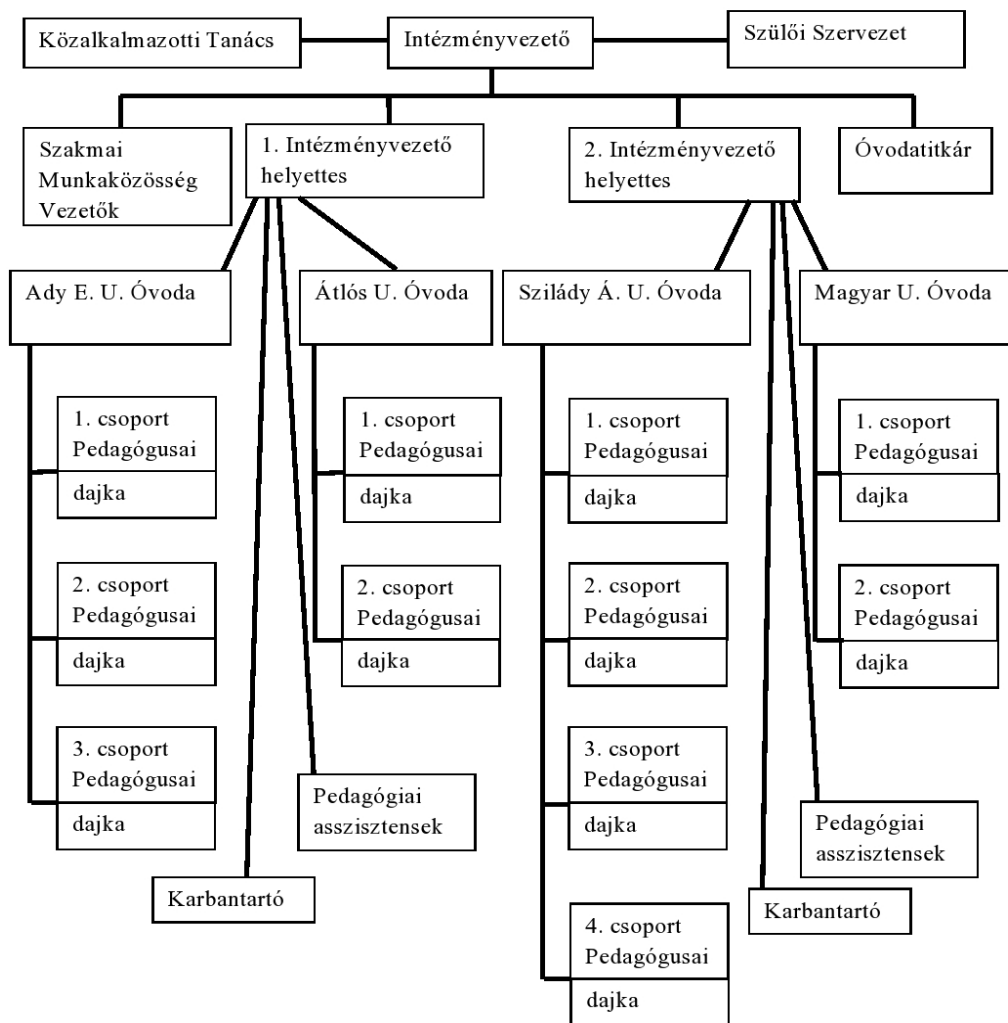 Közalkalmazotti Tanács
Intézményvezető
Szülői Szervezet
Szakmai
Munkaközösség
Vezetők
1. Intézményvezető
helyettes
2. Intézményvezető
helyettes
Óvodatitkár
Ady E. U. Óvoda
Átlós U. Óvoda
Szilády Á. U. Óvoda
Magyar U. Óvoda
1. csoport
Pedagógusai
dajka
2. csoport
Pedagógusai
dajka
3. csoport
Pedagógusai
dajka
1. csoport
Pedagógusai
dajka
2. csoport
Pedagógusai
dajka
Pedagógiai
asszisztensek
Karbantartó
1. csoport
Pedagógusai
dajka
2. csoport
Pedagógusai
dajka
3. csoport
Pedagógusai
dajka
4. csoport
Pedagógusai
dajka
1. csoport
Pedagógusai
dajka
2. csoport
Pedagógusai
dajka
Pedagógiai
asszisztensek
Karbantartó